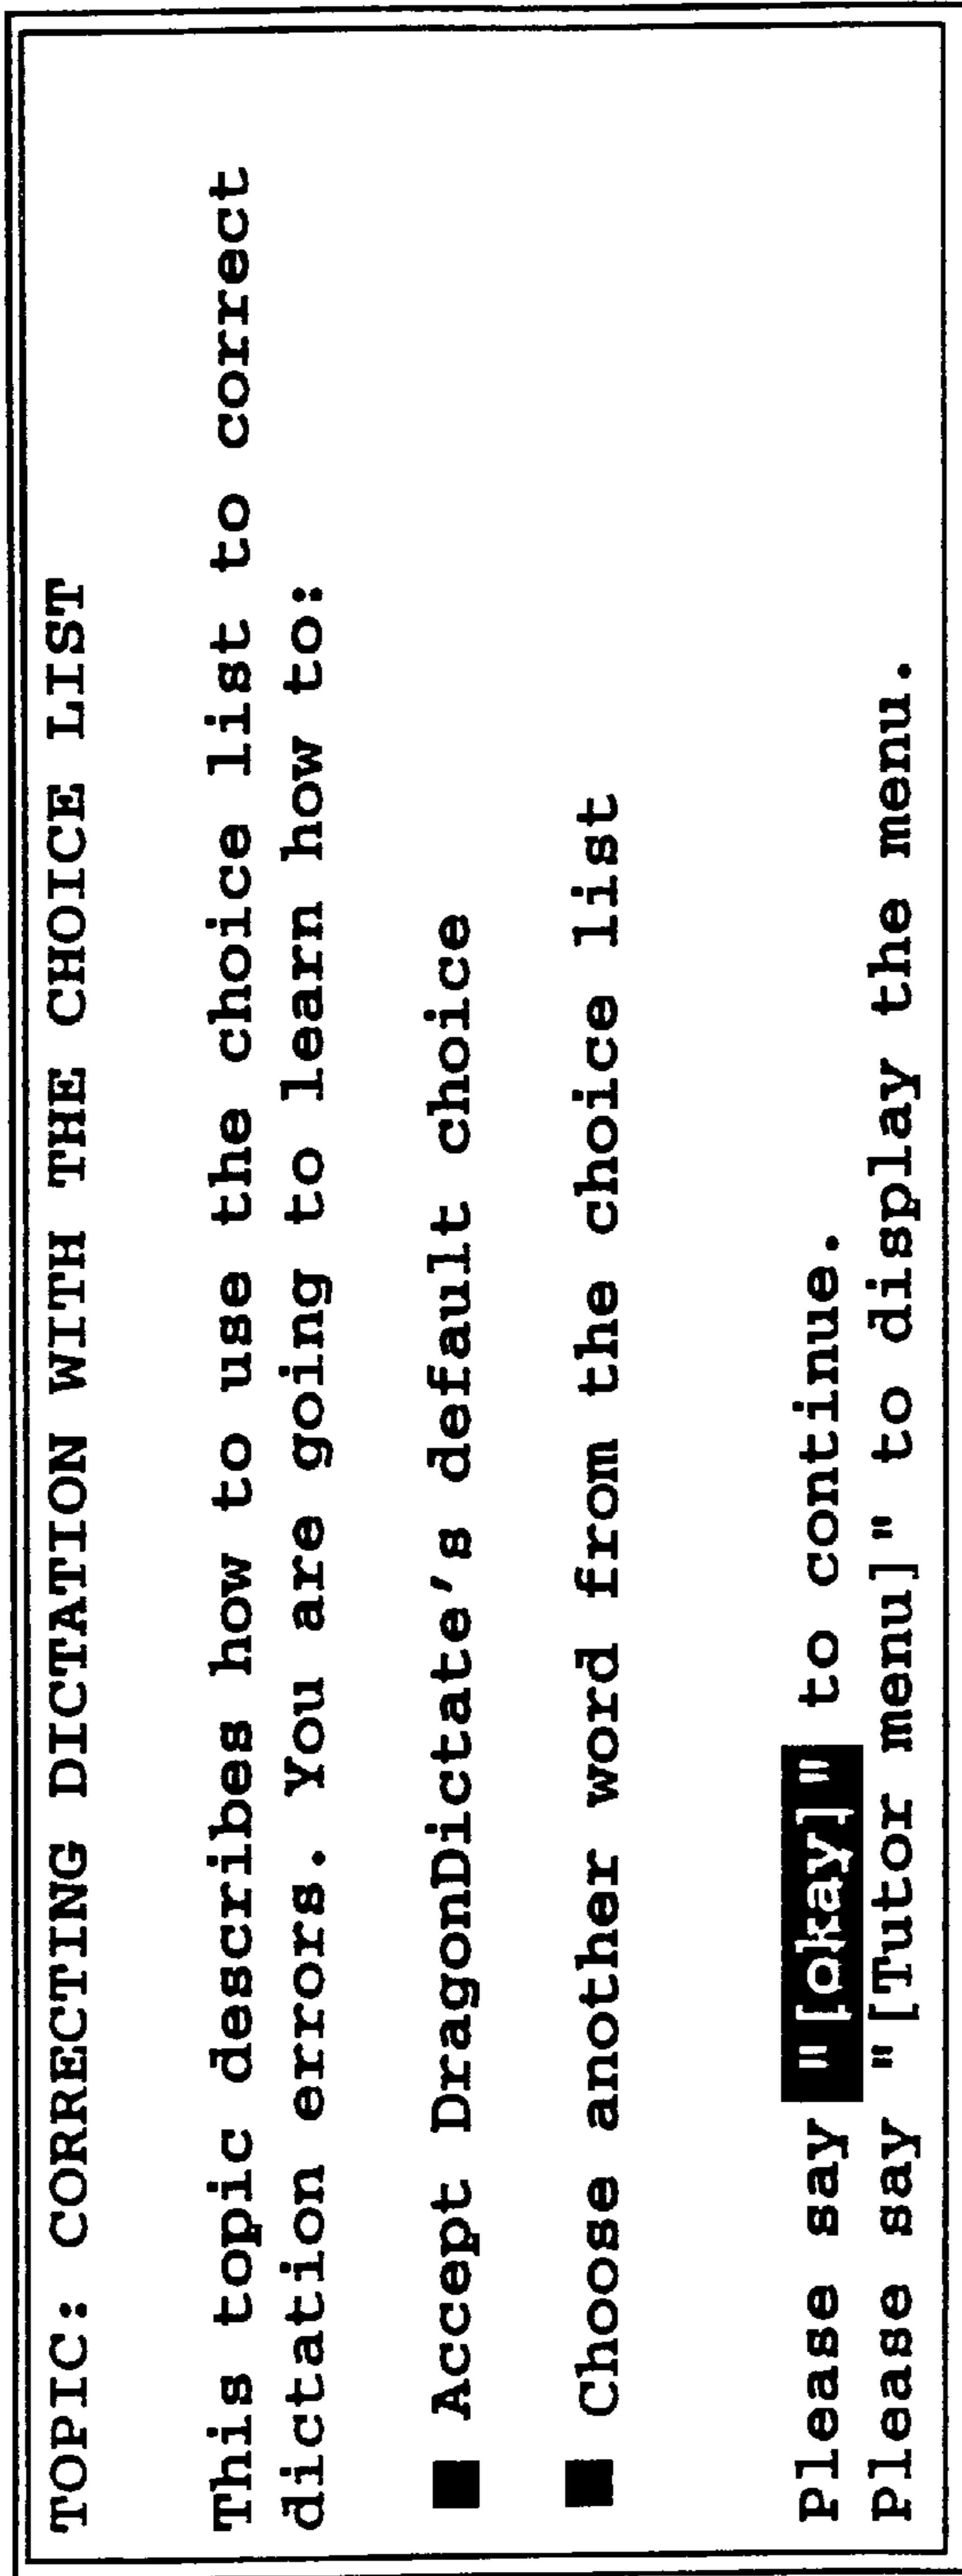 TOPIC: CORRECTING DICTATION WITH THE CHOICE LIST
This topic describes how to use the choice list to correct
dictation errors. You are going to learn how to:
■ Accept DragonDictate's default choice
■ Choose another word from the choice list
Please say "[okay]" to continue.
Please say "[Tutor menu]" to display the menu.